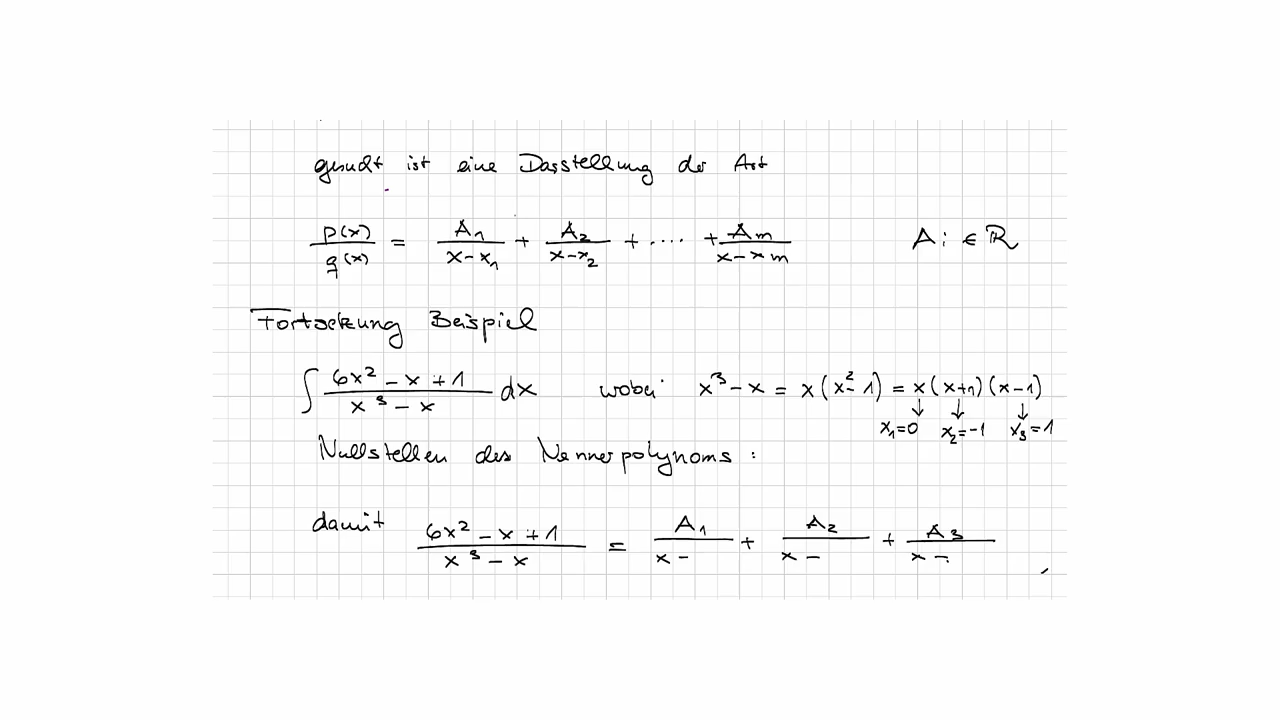 gesucht ist eine Darstellung der Art
p(x)/q(x) = A₁/(x-x₁) + A₂/(x-x₂) + .... + Am/(x-xm)   Ai ∈ ℝ
Fortsetzung Beispiel
∫ (6x² - x + 1)/(x³ - x) dx   wobei   x³ - x = x(x² - 1) = x(x+1)(x-1)
↓ ↓ ↓
x₁=0   x₂=-1   x₃=1
Nullstellen des Nennerpolynoms :
damit   (6x² - x + 1)/(x³ - x) = A₁/(x - + A₂/(x - + A₃/(x -